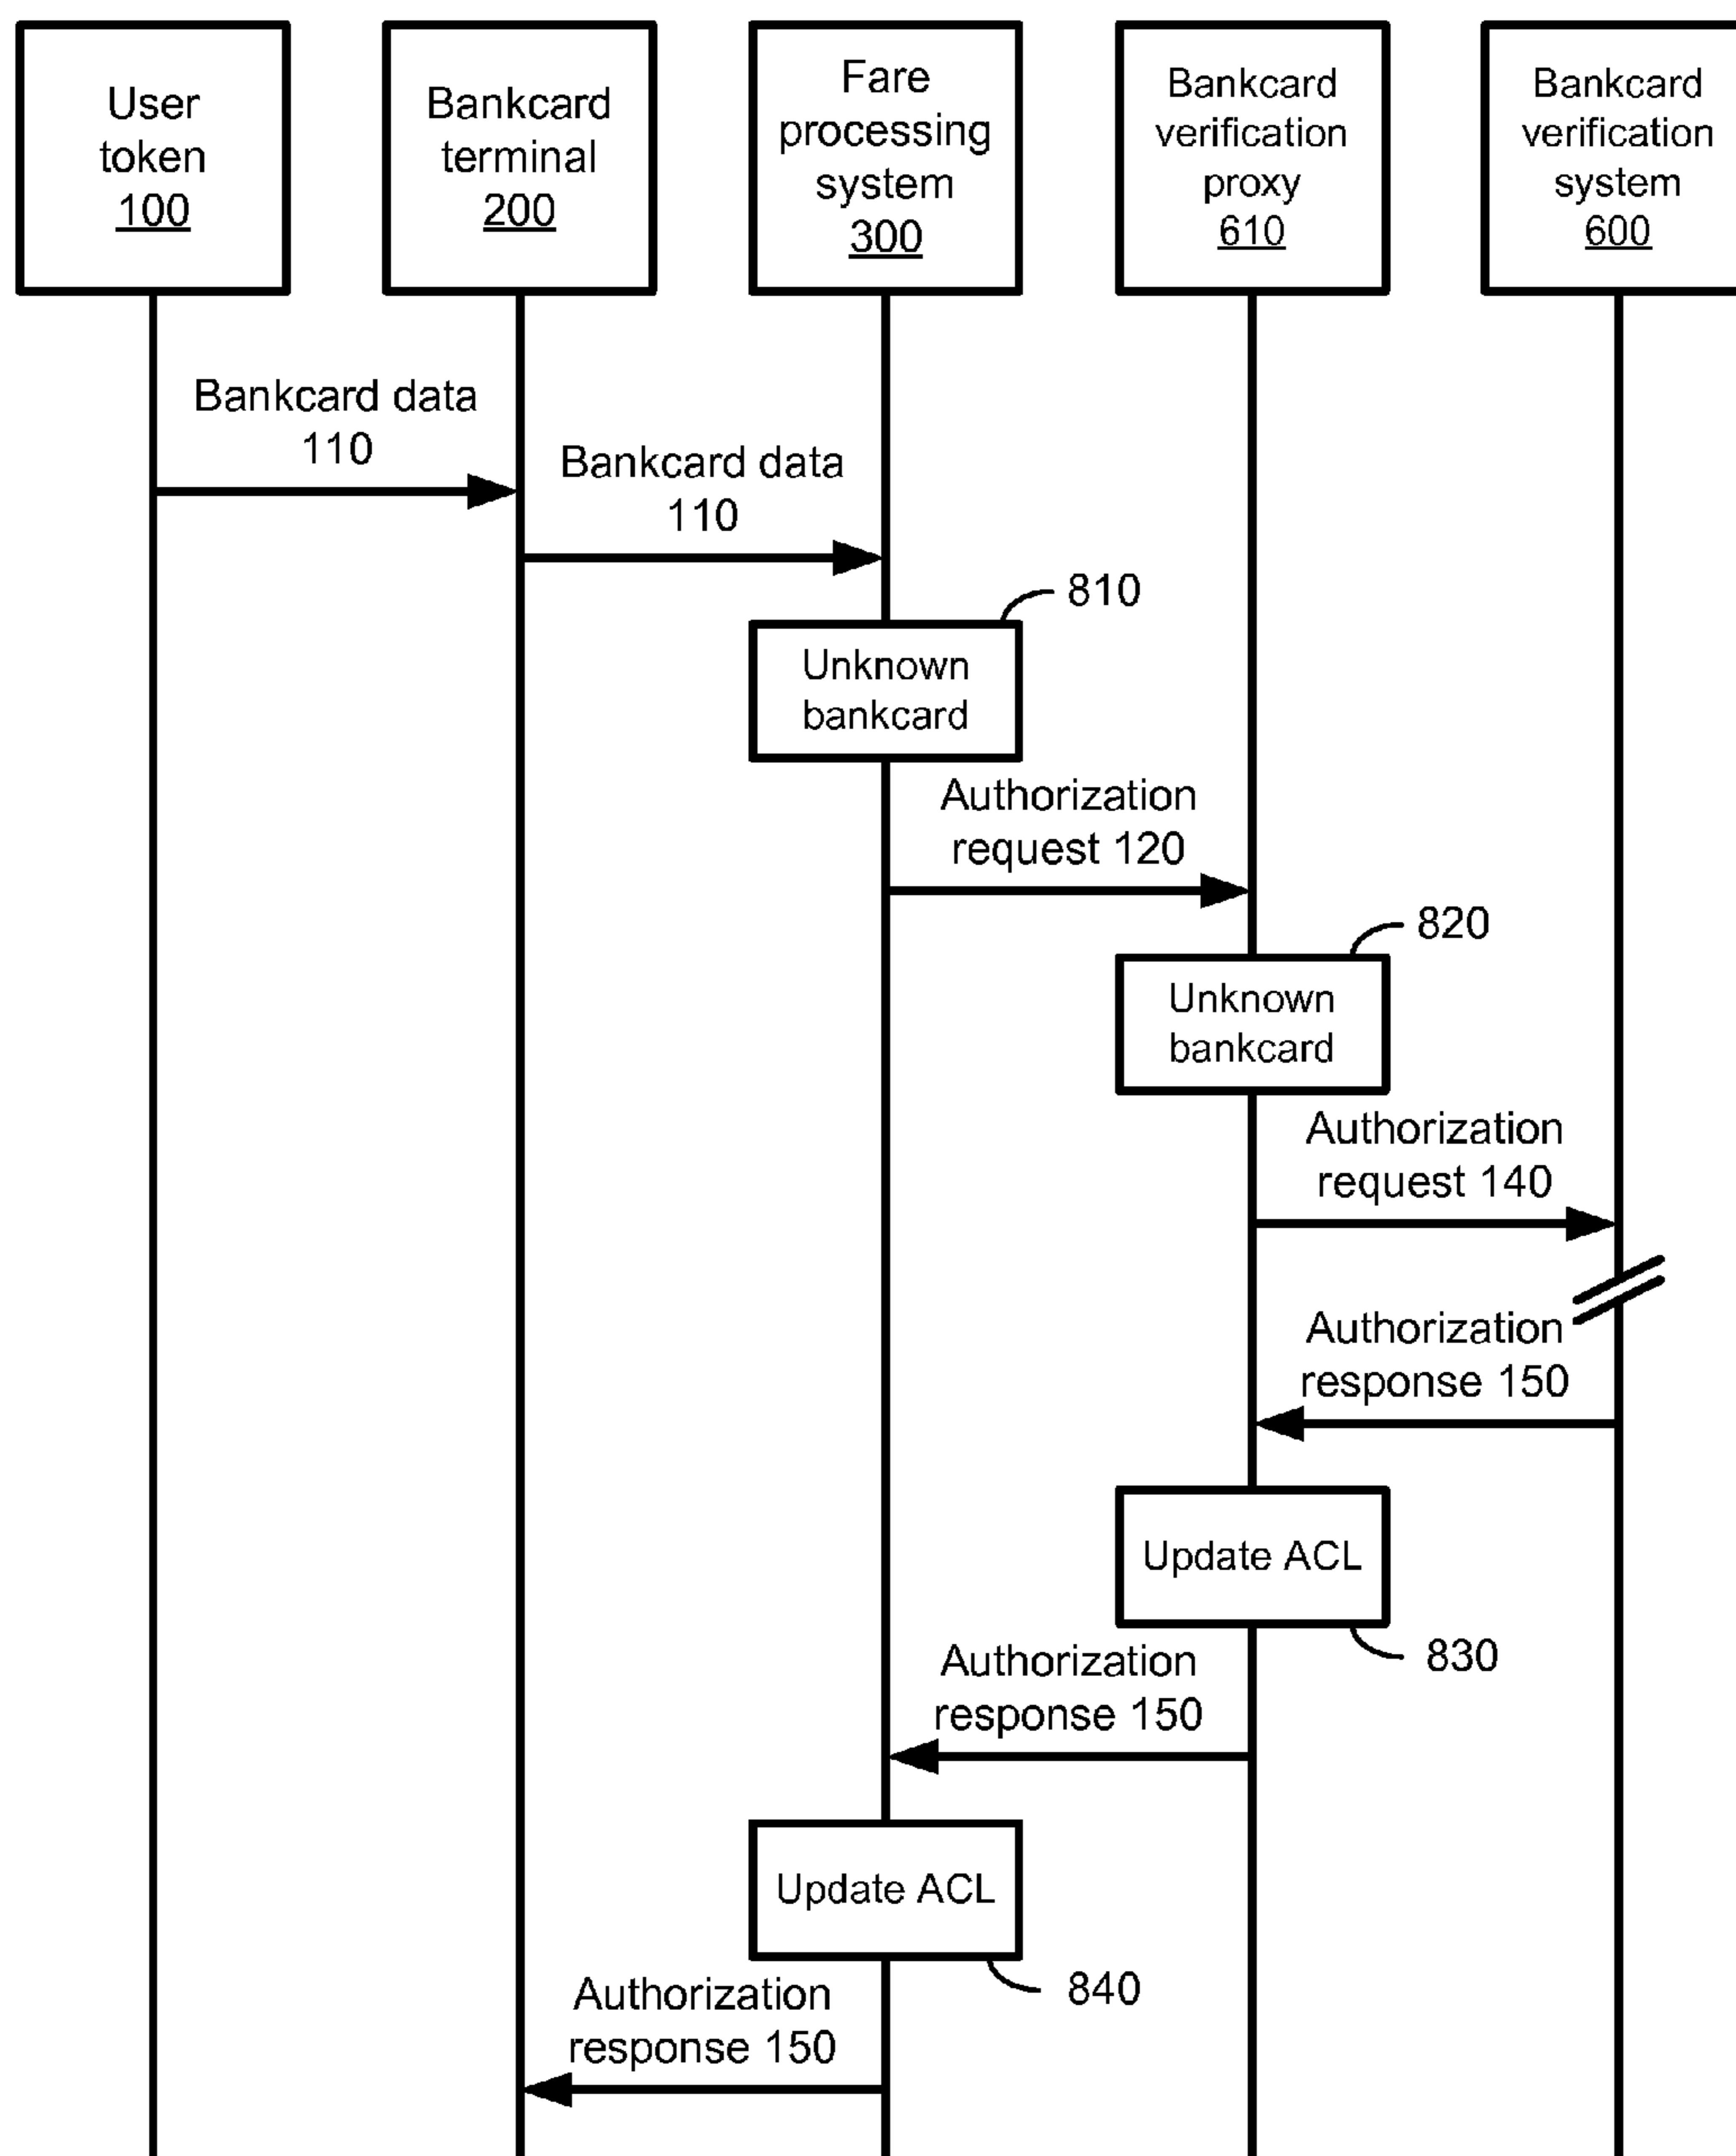 User
token
100
Bankcard
terminal
200
Fare
processing
system
300
Bankcard
verification
proxy
610
Bankcard
verification
system
600
Bankcard data
110
Bankcard data
110
810
Unknown
bankcard
Authorization
request 120
820
Unknown
bankcard
Authorization
request 140
Authorization
response 150
Update ACL
830
Authorization
response 150
Update ACL
840
Authorization
response 150